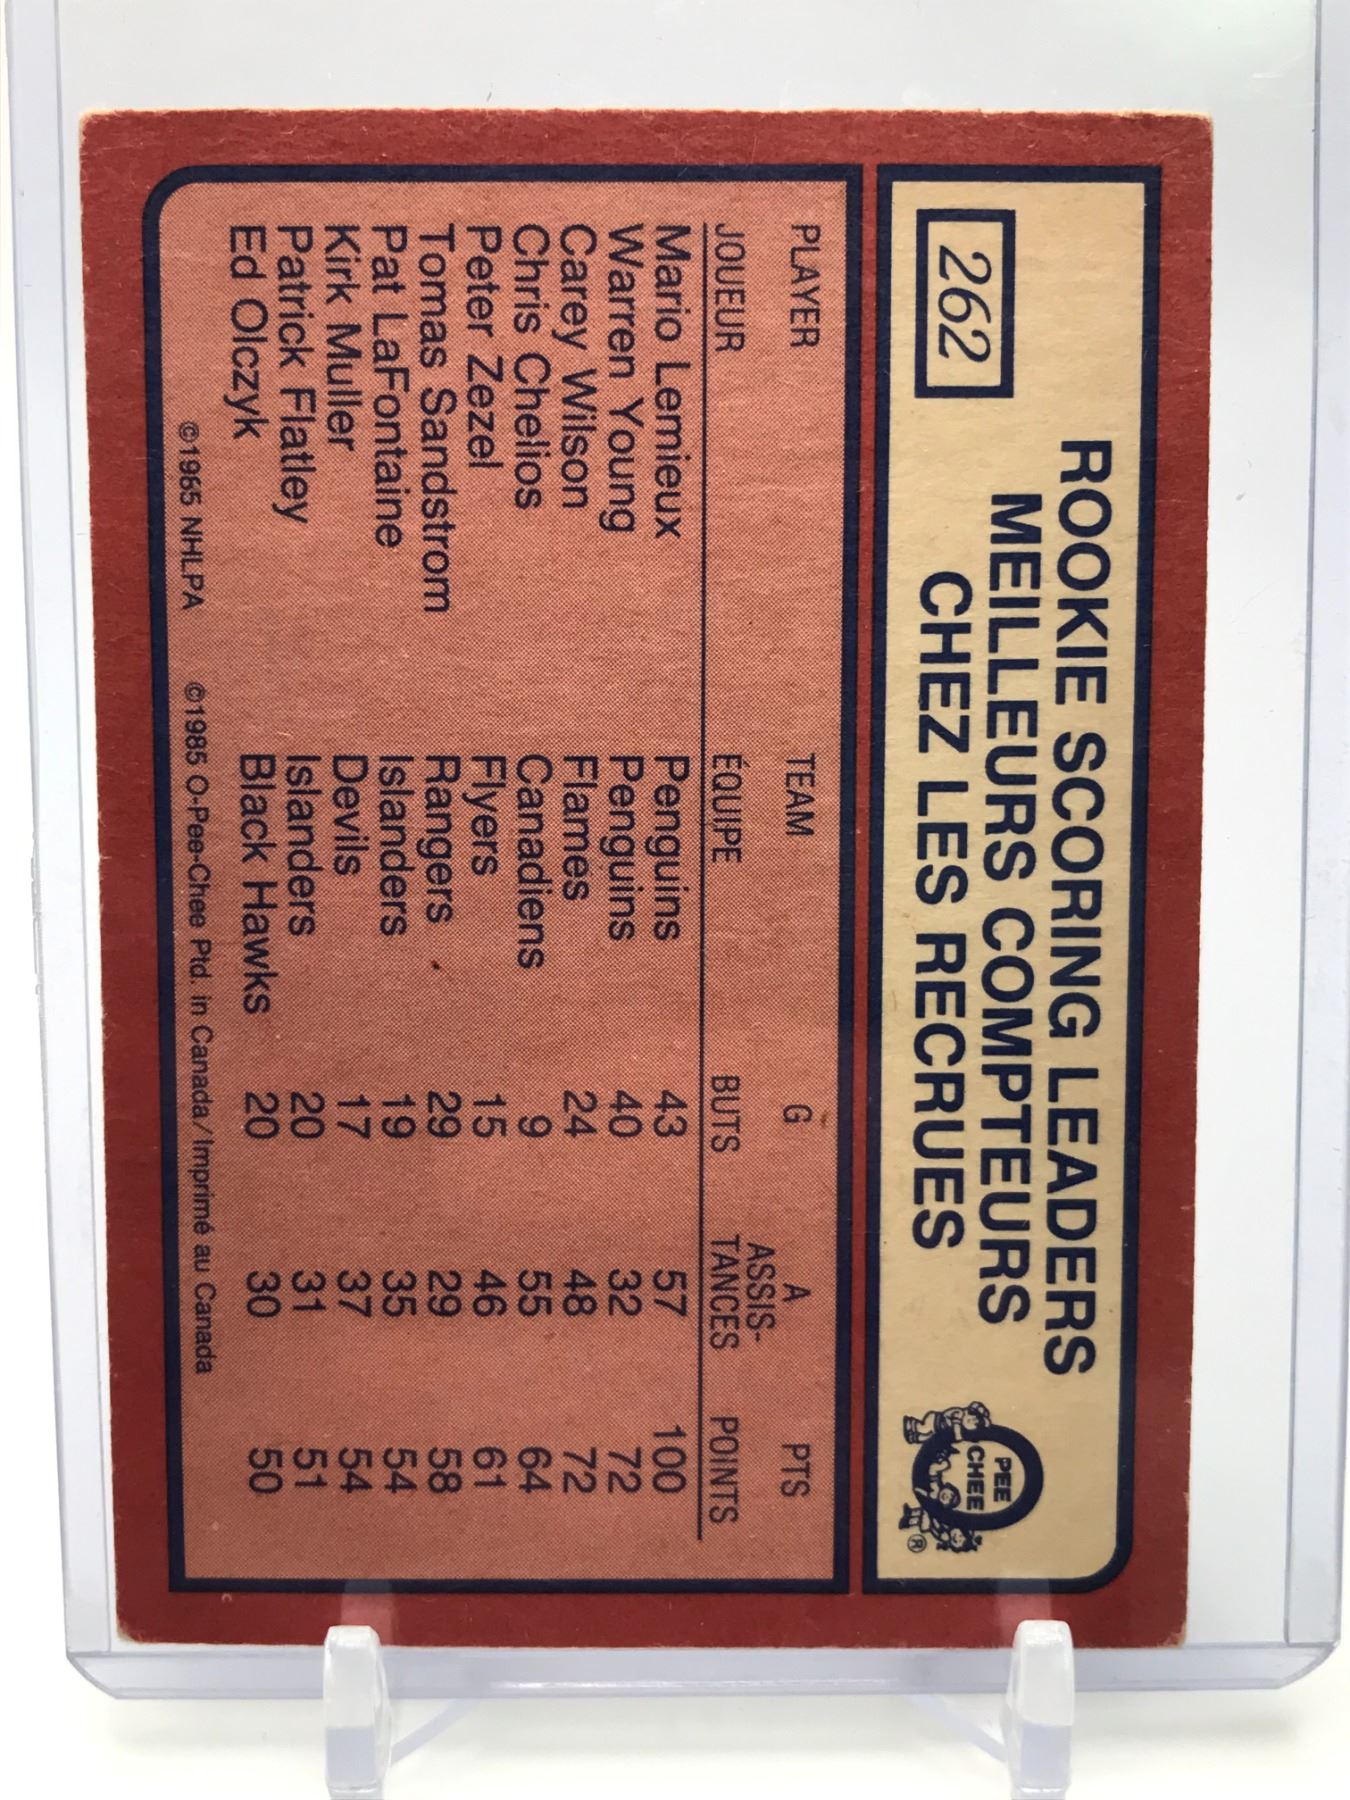 262
ROOKIE SCORING LEADERS
MEILLEURS COMPTEURS
CHEZ LES RECRUES
PEE
CHEE
®
PLAYER TEAM G A PTS
JOUEUR ÉQUIPE BUTS ASSIS-TANCES POINTS
Mario Lemieux Penguins 43 57 100
Warren Young Penguins 40 32 72
Carey Wilson Flames 24 48 72
Chris Chelios Canadiens 9 55 64
Peter Zezel Flyers 15 46 61
Tomas Sandstrom Rangers 29 29 58
Pat LaFontaine Islanders 19 35 54
Kirk Muller Devils 17 37 54
Patrick Flatley Islanders 20 31 51
Ed Olczyk Black Hawks 20 30 50
©1985 NHLPA ©1985 O-Pee-Chee Ptd. in Canada/Imprimé au Canada